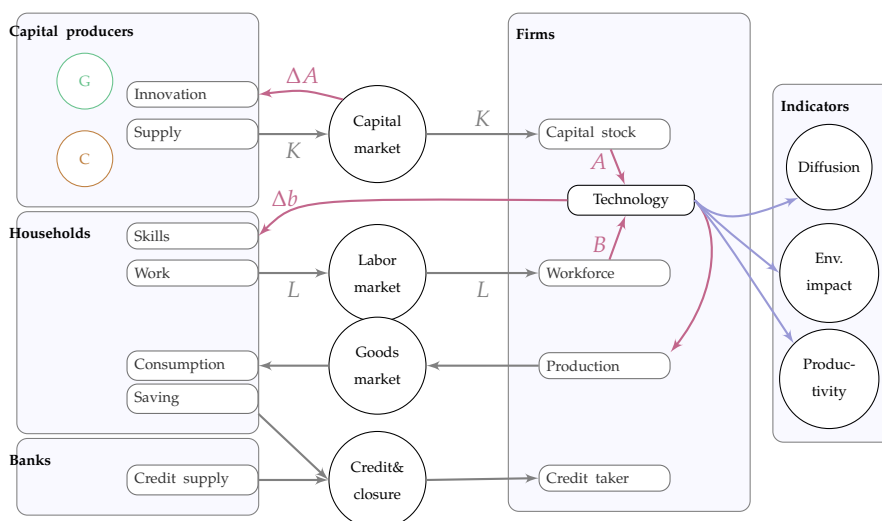 Capital producers
G
C
Innovation
Supply
ΔA
K
Capital
market
K
Firms
Capital stock
A
Technology
B
Workforce
Production
Credit taker
Indicators
Diffusion
Env.
impact
Produc-
tivity
Households
Skills
Work
Δb
L
Labor
market
L
Goods
market
Consumption
Saving
Banks
Credit supply
Credit&
closure